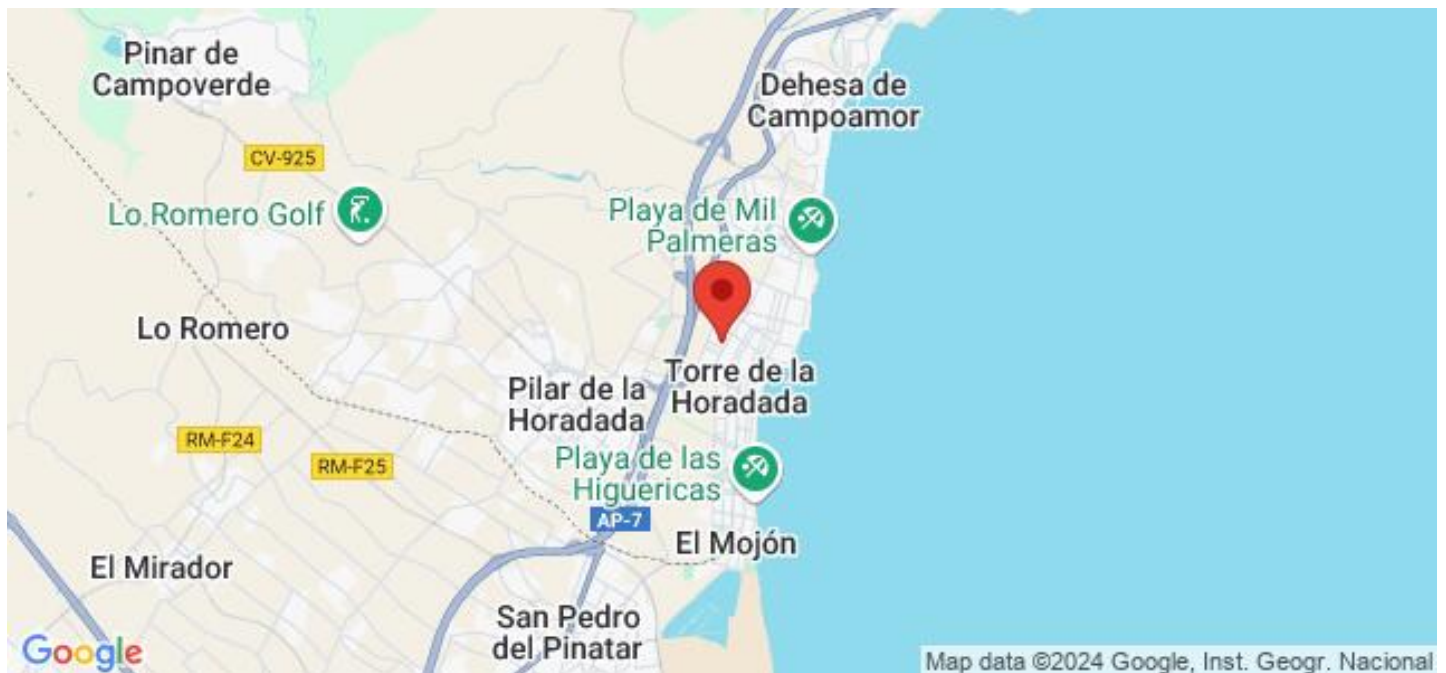 Pinar de
Campoverde
Dehesa de
Campoamor
CV-925
Lo Romero Golf
Playa de Mil
Palmeras
Lo Romero
Torre de la
Horadada
Pilar de la
Horadada
RM-F24
RM-F25
Playa de las
Higuericas
AP-7
El Mojón
El Mirador
San Pedro
del Pinatar
Google
Map data ©2024 Google, Inst. Geogr. Nacional